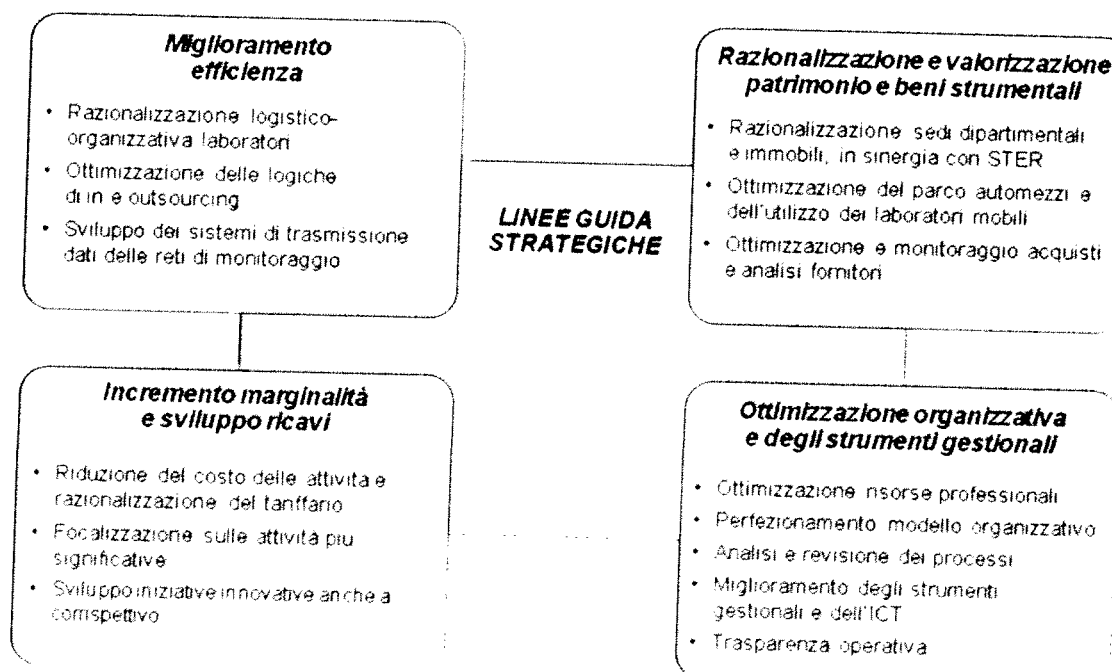 Miglioramento
efficienza
• Razionalizzazione logistico-
organizzativa laboratori
• Ottimizzazione delle logiche
di in e outsourcing
• Sviluppo dei sistemi di trasmissione
dati delle reti di monitoraggio
Razionalizzazione e valorizzazione
patrimonio e beni strumentali
• Razionalizzazione sedi dipartimentali
e immobili, in sinergia con STER
• Ottimizzazione del parco automezzi e
dell'utilizzo dei laboratori mobili
• Ottimizzazione e monitoraggio acquisti
e analisi fornitori
LINEE GUIDA
STRATEGICHE
Incremento marginalità
e sviluppo ricavi
• Riduzione del costo delle attività e
razionalizzazione del tariffario
• Focalizzazione sulle attività piu
significative
• Sviluppo iniziative innovative anche a
corrispettivo
Ottimizzazione organizzativa
e degli strumenti gestionali
• Ottimizzazione risorse professionali
• Perfezionamento modello organizzativo
• Analisi e revisione dei processi
• Miglioramento degli strumenti
gestionali e dell'ICT
• Trasparenza operativa